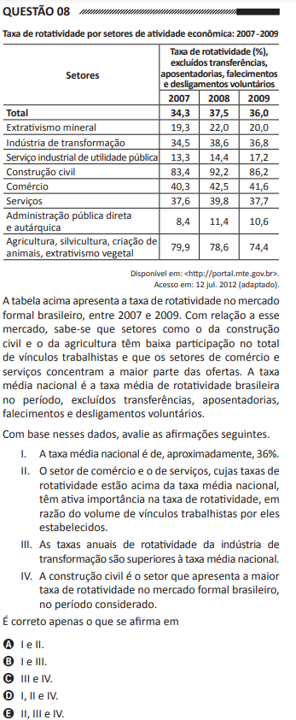 QUESTÃO 08
Taxa de rotatividade por setores de atividade econômica: 2007 - 2009
Setores
Taxa de rotatividade (%),
excluídos transferências,
aposentadorias, falecimentos
e desligamentos voluntários
2007 2008 2009
Total 34,3 37,5 36,0
Extrativismo mineral 19,3 22,0 20,0
Indústria de transformação 34,5 38,6 36,8
Serviço industrial de utilidade pública 13,3 14,4 17,2
Construção civil 83,4 92,2 86,2
Comércio 40,3 42,5 41,6
Serviços 37,6 39,8 37,7
Administração pública direta
e autárquica 8,4 11,4 10,6
Agricultura, silvicultura, criação de
animais, extrativismo vegetal 79,9 78,6 74,4
Disponível em: <http://portal.mte.gov.br>.
Acesso em: 12 jul. 2012 (adaptado).
A tabela acima apresenta a taxa de rotatividade no mercado
formal brasileiro, entre 2007 e 2009. Com relação a esse
mercado, sabe-se que setores como o da construção
civil e o da agricultura têm baixa participação no total
de vínculos trabalhistas e que os setores de comércio e
serviços concentram a maior parte das ofertas. A taxa
média nacional é a taxa média de rotatividade brasileira
no período, excluídos transferências, aposentadorias,
falecimentos e desligamentos voluntários.
Com base nesses dados, avalie as afirmações seguintes.
I. A taxa média nacional é de, aproximadamente, 36%.
II. O setor de comércio e o de serviços, cujas taxas de
rotatividade estão acima da taxa média nacional,
têm ativa importância na taxa de rotatividade, em
razão do volume de vínculos trabalhistas por eles
estabelecidos.
III. As taxas anuais de rotatividade da indústria de
transformação são superiores à taxa média nacional.
IV. A construção civil é o setor que apresenta a maior
taxa de rotatividade no mercado formal brasileiro,
no período considerado.
É correto apenas o que se afirma em
A I e II.
B I e III.
C III e IV.
D I, II e IV.
E II, III e IV.